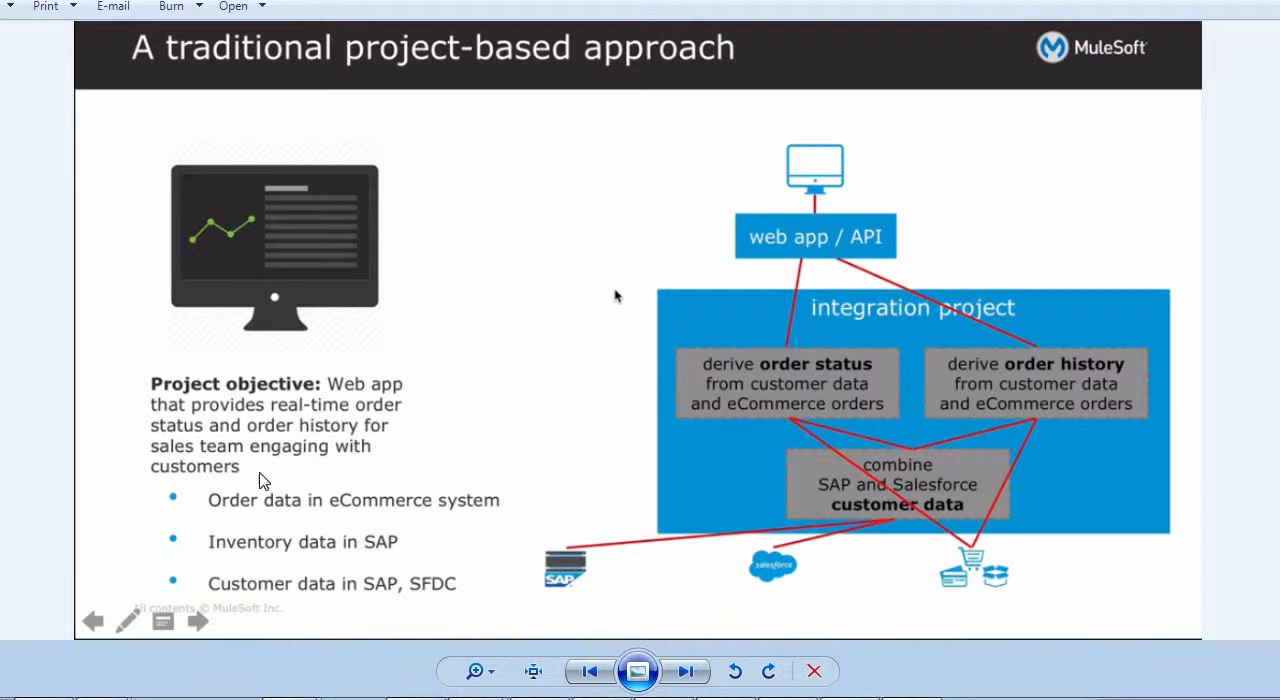 Print E-mail Burn Open
A traditional project-based approach
MuleSoft
web app / API
integration project
derive order status
from customer data
and eCommerce orders
derive order history
from customer data
and eCommerce orders
combine
SAP and Salesforce
customer data
SAP
salesforce
Project objective: Web app
that provides real-time order
status and order history for
sales team engaging with
customers
• Order data in eCommerce system
• Inventory data in SAP
• Customer data in SAP, SFDC
All contents © MuleSoft Inc.